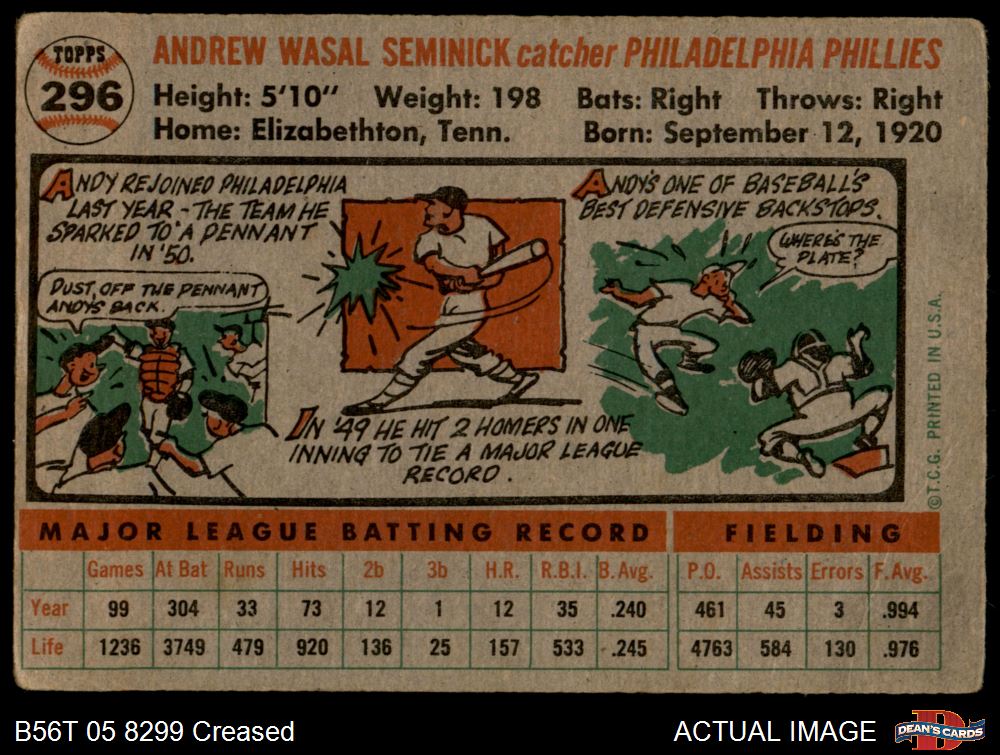 TOPPS
296
ANDREW WASAL SEMINICK catcher PHILADELPHIA PHILLIES
Height: 5'10" Weight: 198 Bats: Right Throws: Right
Home: Elizabethton, Tenn. Born: September 12, 1920
ANDY REJOINED PHILADELPHIA
LAST YEAR - THE TEAM HE
SPARKED TO A PENNANT
IN '50.
DUST OFF THE PENNANT
ANDY'S BACK.
IN '49 HE HIT 2 HOMERS IN ONE
INNING TO TIE A MAJOR LEAGUE
RECORD.
ANDY'S ONE OF BASEBALL'S
BEST DEFENSIVE BACKSTOPS.
WHERE'S THE
PLATE?
©T.C.G. PRINTED IN U.S.A.
MAJOR LEAGUE BATTING RECORD FIELDING
Games At Bat Runs Hits 2b 3b H.R. R.B.I. B. Avg. P.O. Assists Errors F. Avg.
Year 99 304 33 73 12 1 12 35 .240 461 45 3 .994
Life 1236 3749 479 920 136 25 157 533 .245 4763 584 130 .976
B56T 05 8299 Creased
ACTUAL IMAGE
D
DEAN'S CARDS